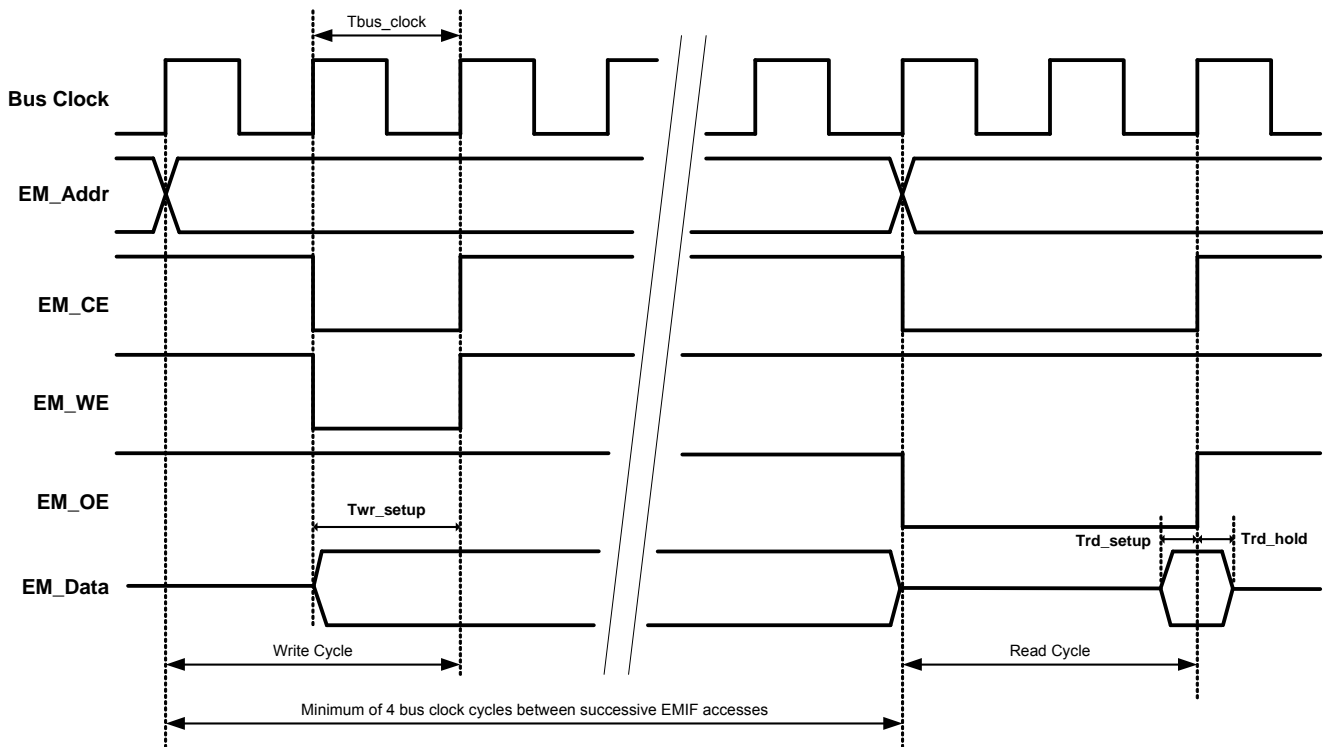 Tbus_clock
Bus Clock
EM_Addr
EM_CE
EM_WE
EM_OE
Twr_setup
Trd_setup
Trd_hold
EM_Data
Write Cycle
Read Cycle
Minimum of 4 bus clock cycles between successive EMIF accesses